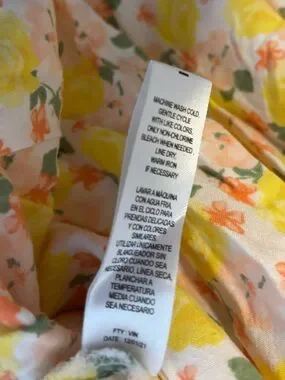 MACHINE WASH COLD,
GENTLE CYCLE
WITH LIKE COLORS,
ONLY NON-CHLORINE
BLEACH WHEN NEEDED
LINE DRY.
WARM IRON
IF NECESSARY
LAVAR A MÁQUINA
CON AGUA FRIA
EN EL CICLO PARA
PRENDAS DELICADAS
Y CON COLORES
SIMILARES.
UTILIZAR ÚNICAMENTE
BLANQUEADOR SIN
CLORO CUANDO SEA
NECESARIO, LÍNEA SECA,
PLANCHAR A
TEMPERATURA
MEDIA CUANDO
SEA NECESARIO
FTY: VIN
DATE: